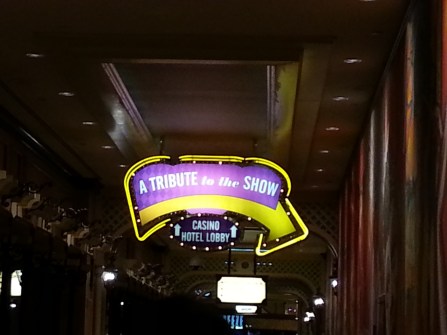 A TRIBUTE to the SHOW
CASINO
HOTEL LOBBY